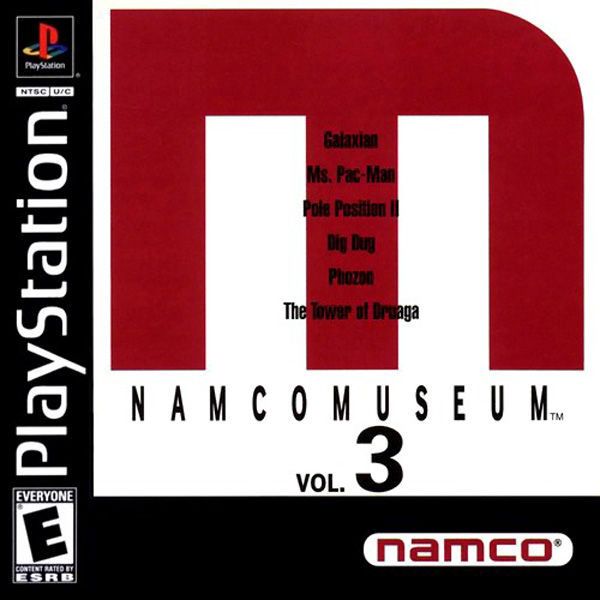 PlayStation
®
NTSC U/C
PlayStation®
Galaxian
Ms. Pac-Man
Pole Position II
Dig Dug
Phozon
The Tower of Druaga
NAMCOMUSEUM™
VOL. 3
EVERYONE
E
CONTENT RATED BY
ESRB
namco®